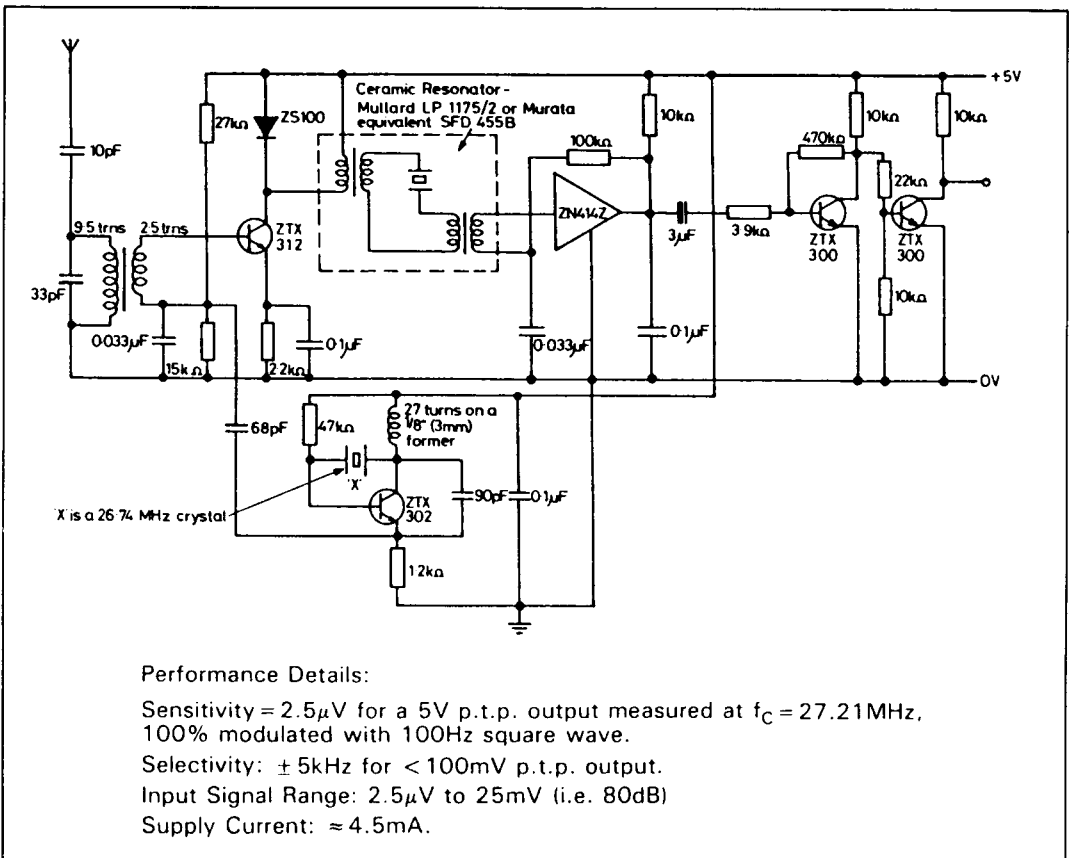 +5V
Ceramic Resonator-
Mullard LP 1175/2 or Murata
equivalent SFD 455B
27kΩ
ZS100
10kΩ
10kΩ
10kΩ
10pF
100kΩ
470kΩ
22kΩ
9·5 trns
2·5 trns
ZTX
312
ZN414Z
3μF
3·9kΩ
ZTX
300
ZTX
300
33pF
10kΩ
0·033μF
15kΩ
2·2kΩ
0·1μF
0·033μF
0·1μF
0V
68pF
47kΩ
27 turns on a
1/8" (3mm)
former
'X'
'X' is a 26·74 MHz crystal
ZTX
302
90pF
0·1μF
1·2kΩ
Performance Details:
Sensitivity = 2.5μV for a 5V p.t.p. output measured at fC = 27.21MHz,
100% modulated with 100Hz square wave.
Selectivity: ± 5kHz for < 100mV p.t.p. output.
Input Signal Range: 2.5μV to 25mV (i.e. 80dB)
Supply Current: ≈ 4.5mA.